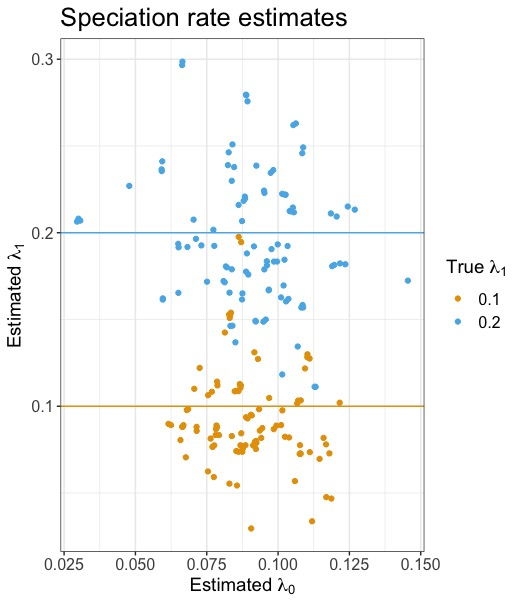 Speciation rate estimates
0.3
0.2
0.1
Estimated λ₁
0.025 0.050 0.075 0.100 0.125 0.150
Estimated λ₀
True λ₁
0.1
0.2